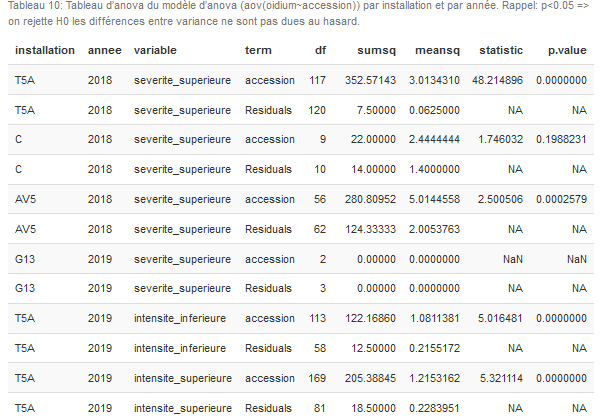 Tableau 10: Tableau d'anova du modèle d'anova (aov(oidium~accession)) par installation et par année. Rappel: p<0.05 =>
on rejette H0 les différences entre variance ne sont pas dues au hasard.
installation annee variable term df sumsq meansq statistic p.value
T5A 2018 severite_superieure accession 117 352.57143 3.0134310 48.214896 0.0000000
T5A 2018 severite_superieure Residuals 120 7.50000 0.0625000 NA NA
C 2018 severite_superieure accession 9 22.00000 2.4444444 1.746032 0.1988231
C 2018 severite_superieure Residuals 10 14.00000 1.4000000 NA NA
AV5 2018 severite_superieure accession 56 280.80952 5.0144558 2.500506 0.0002579
AV5 2018 severite_superieure Residuals 62 124.33333 2.0053763 NA NA
G13 2019 severite_superieure accession 2 0.00000 0.0000000 NaN NaN
G13 2019 severite_superieure Residuals 3 0.00000 0.0000000 NA NA
T5A 2019 intensite_inferieure accession 113 122.16860 1.0811381 5.016481 0.0000000
T5A 2019 intensite_inferieure Residuals 58 12.50000 0.2155172 NA NA
T5A 2019 intensite_superieure accession 169 205.38845 1.2153162 5.321114 0.0000000
T5A 2019 intensite_superieure Residuals 81 18.50000 0.2283951 NA NA